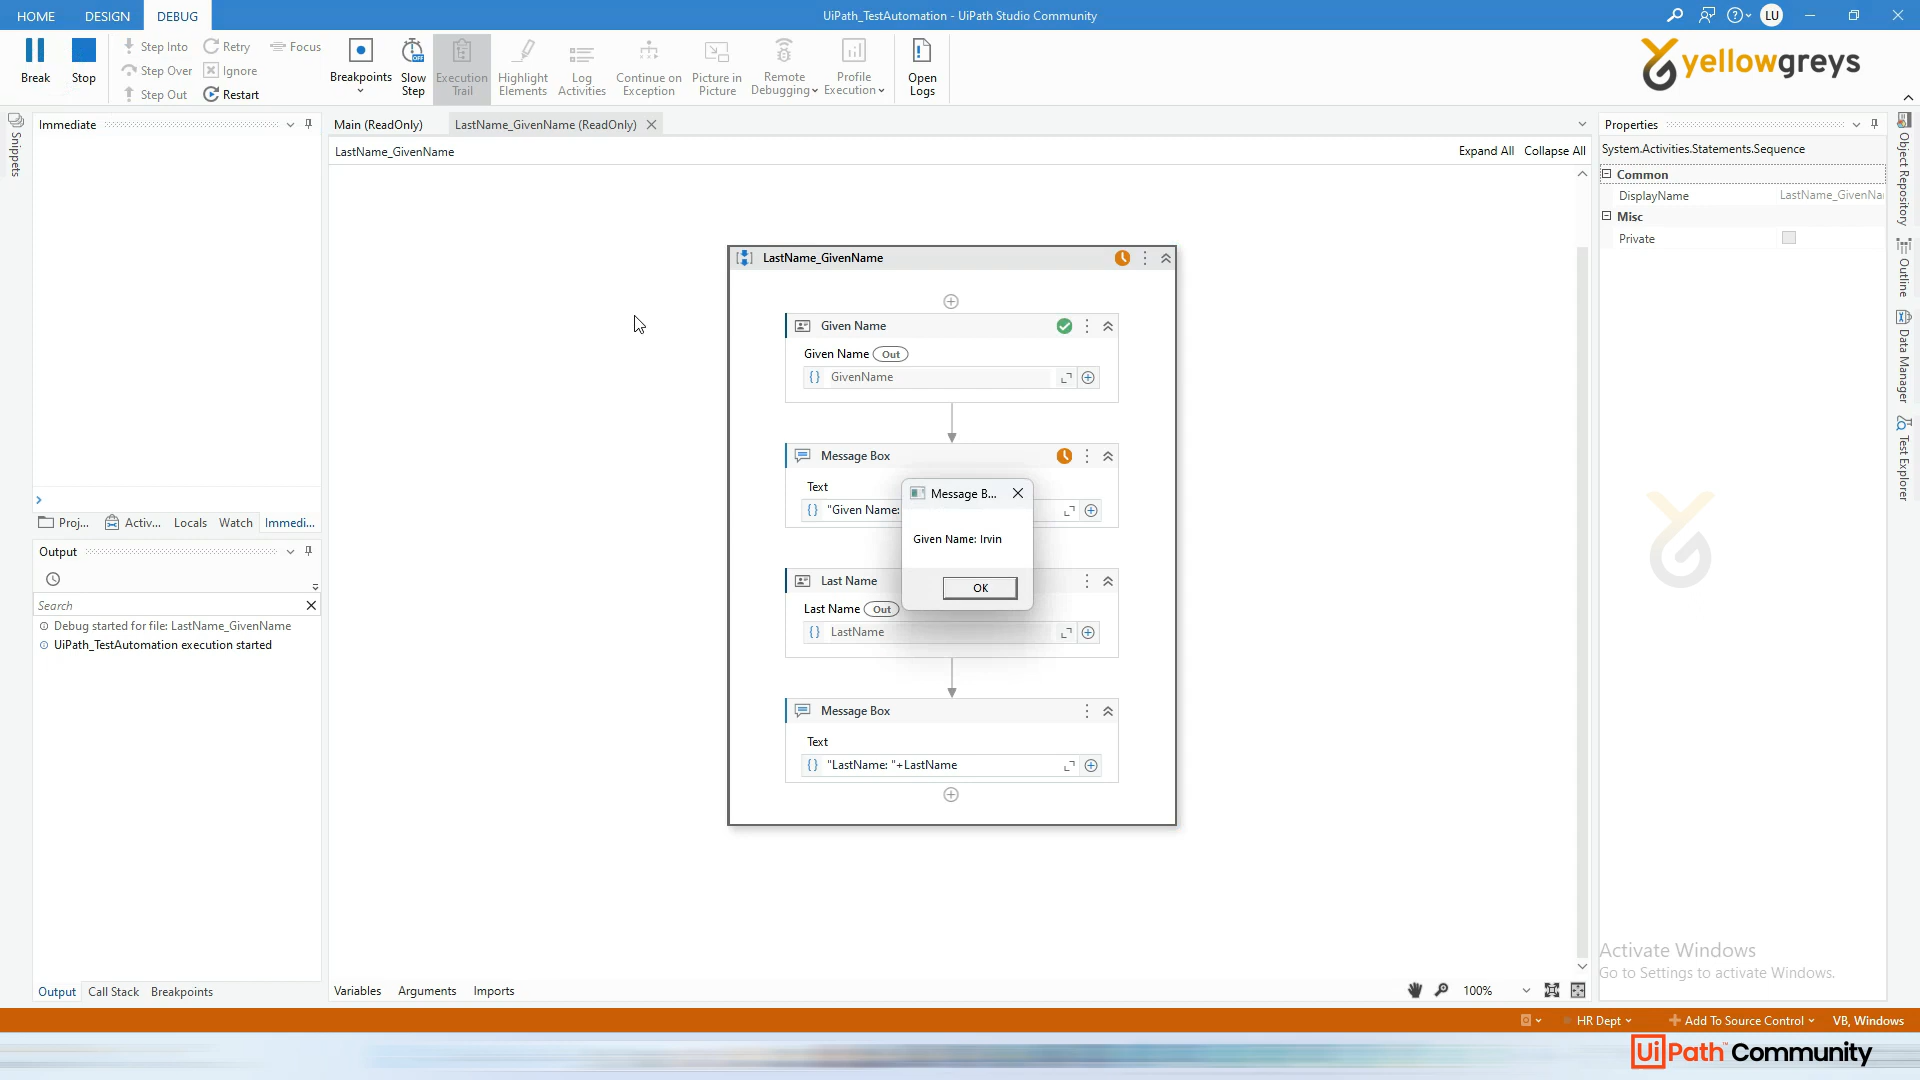 HOME DESIGN DEBUG UiPath_TestAutomation - UiPath Studio Community LU
Break Stop Step Into Retry Focus Step Over Ignore Step Out Restart
Breakpoints Slow Step Execution Trail Highlight Elements Log Activities Continue on Exception Picture in Picture Remote Debugging Profile Execution Open Logs
yellowgreys
Snippets
Immediate
Main (ReadOnly) LastName_GivenName (ReadOnly)
Properties
LastName_GivenName Expand All Collapse All
System.Activities.Statements.Sequence
Common
DisplayName LastName_GivenNa
Misc
Private
Object Repository
Outline
Data Manager
Test Explorer
LastName_GivenName
Given Name
Given Name Out
GivenName
Message Box
Text
"Given Name:
Message B...
Given Name: Irvin
OK
Last Name
Last Name Out
LastName
Message Box
Text
"LastName: "+LastName
Proj... Activ... Locals Watch Immedi...
Output
Search
Debug started for file: LastName_GivenName
UiPath_TestAutomation execution started
Output Call Stack Breakpoints
Variables Arguments Imports 100%
Activate Windows
Go to Settings to activate Windows.
HR Dept Add To Source Control VB, Windows
UiPath™ Community